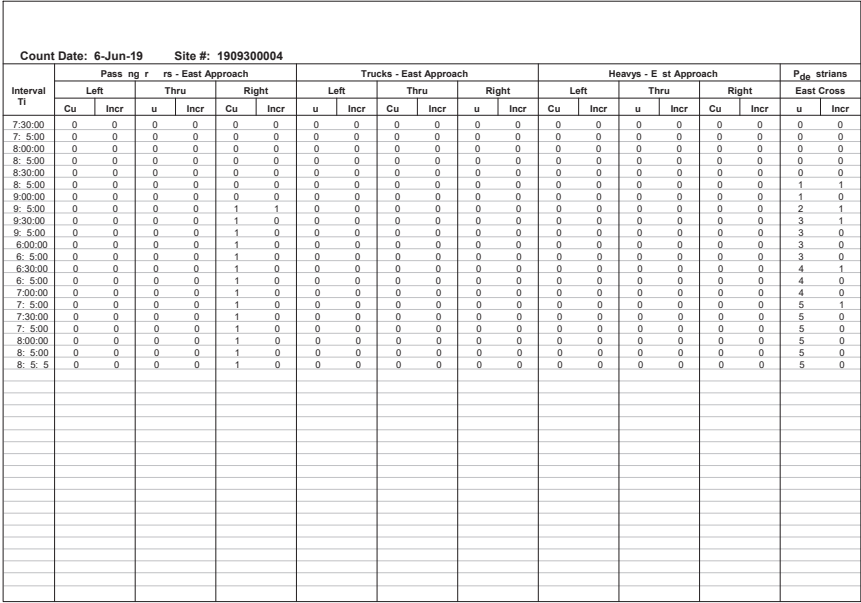 Count Date: 6-Jun-19 Site #: 1909300004
Pass ng r rs - East Approach Trucks - East Approach Heavys - E st Approach Pde strians
Interval Left Thru Right Left Thru Right Left Thru Right East Cross
Ti Cu Incr u Incr Cu Incr u Incr Cu Incr u Incr Cu Incr u Incr Cu Incr u Incr
7:30:00 0 0 0 0 0 0 0 0 0 0 0 0 0 0 0 0 0 0 0 0
7: 5:00 0 0 0 0 0 0 0 0 0 0 0 0 0 0 0 0 0 0 0 0
8:00:00 0 0 0 0 0 0 0 0 0 0 0 0 0 0 0 0 0 0 0 0
8: 5:00 0 0 0 0 0 0 0 0 0 0 0 0 0 0 0 0 0 0 0 0
8:30:00 0 0 0 0 0 0 0 0 0 0 0 0 0 0 0 0 0 0 0 0
8: 5:00 0 0 0 0 0 0 0 0 0 0 0 0 0 0 0 0 0 0 1 1
9:00:00 0 0 0 0 0 0 0 0 0 0 0 0 0 0 0 0 0 0 1 0
9: 5:00 0 0 0 0 1 1 0 0 0 0 0 0 0 0 0 0 0 0 2 1
9:30:00 0 0 0 0 1 0 0 0 0 0 0 0 0 0 0 0 0 0 3 1
9: 5:00 0 0 0 0 1 0 0 0 0 0 0 0 0 0 0 0 0 0 3 0
6:00:00 0 0 0 0 1 0 0 0 0 0 0 0 0 0 0 0 0 0 3 0
6: 5:00 0 0 0 0 1 0 0 0 0 0 0 0 0 0 0 0 0 0 3 0
6:30:00 0 0 0 0 1 0 0 0 0 0 0 0 0 0 0 0 0 0 4 1
6: 5:00 0 0 0 0 1 0 0 0 0 0 0 0 0 0 0 0 0 0 4 0
7:00:00 0 0 0 0 1 0 0 0 0 0 0 0 0 0 0 0 0 0 4 0
7: 5:00 0 0 0 0 1 0 0 0 0 0 0 0 0 0 0 0 0 0 5 1
7:30:00 0 0 0 0 1 0 0 0 0 0 0 0 0 0 0 0 0 0 5 0
7: 5:00 0 0 0 0 1 0 0 0 0 0 0 0 0 0 0 0 0 0 5 0
8:00:00 0 0 0 0 1 0 0 0 0 0 0 0 0 0 0 0 0 0 5 0
8: 5:00 0 0 0 0 1 0 0 0 0 0 0 0 0 0 0 0 0 0 5 0
8: 5: 5 0 0 0 0 1 0 0 0 0 0 0 0 0 0 0 0 0 0 5 0